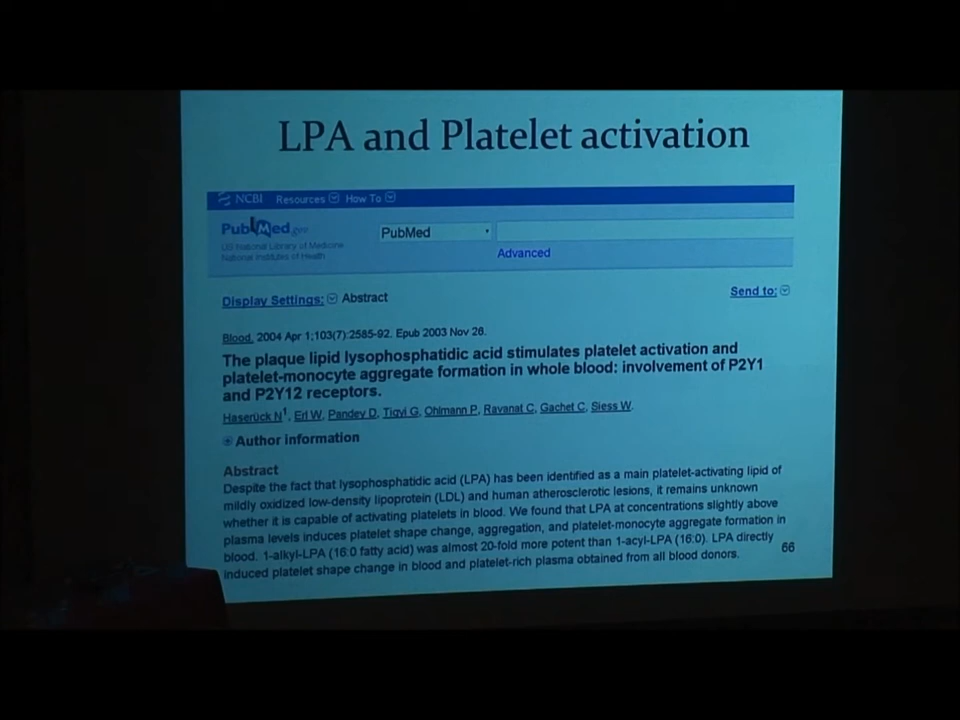 LPA and Platelet activation
NCBI Resources How To
PubMed.gov
PubMed
US National Library of Medicine
National Institutes of Health
Advanced
Display Settings: Abstract
Send to:
Blood. 2004 Apr 1;103(7):2585-92. Epub 2003 Nov 26.
The plaque lipid lysophosphatidic acid stimulates platelet activation and
platelet-monocyte aggregate formation in whole blood: involvement of P2Y1
and P2Y12 receptors.
Haserück N1, Erl W, Pandey D, Tigyi G, Ohlmann P, Ravanat C, Gachet C, Siess W.
Author information
Abstract
Despite the fact that lysophosphatidic acid (LPA) has been identified as a main platelet-activating lipid of
mildly oxidized low-density lipoprotein (LDL) and human atherosclerotic lesions, it remains unknown
whether it is capable of activating platelets in blood. We found that LPA at concentrations slightly above
plasma levels induces platelet shape change, aggregation, and platelet-monocyte aggregate formation in
blood. 1-alkyl-LPA (16:0 fatty acid) was almost 20-fold more potent than 1-acyl-LPA (16:0). LPA directly
induced platelet shape change in blood and platelet-rich plasma obtained from all blood donors.
66